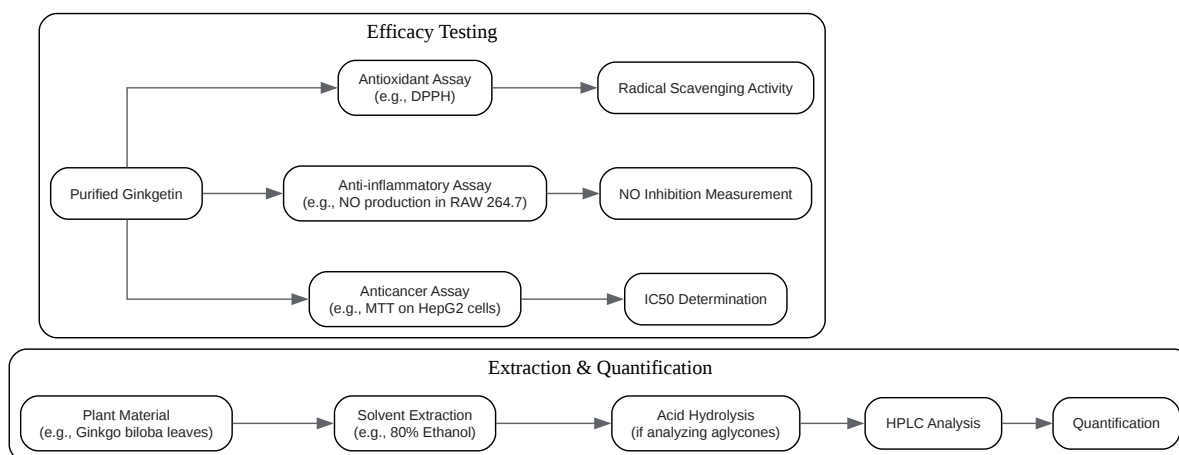 Efficacy Testing
Antioxidant Assay
(e.g., DPPH)
Radical Scavenging Activity
Purified Ginkgetin
Anti-inflammatory Assay
(e.g., NO production in RAW 264.7)
NO Inhibition Measurement
Anticancer Assay
(e.g., MTT on HepG2 cells)
IC50 Determination
Extraction & Quantification
Plant Material
(e.g., Ginkgo biloba leaves)
Solvent Extraction
(e.g., 80% Ethanol)
Acid Hydrolysis
(if analyzing aglycones)
HPLC Analysis
Quantification